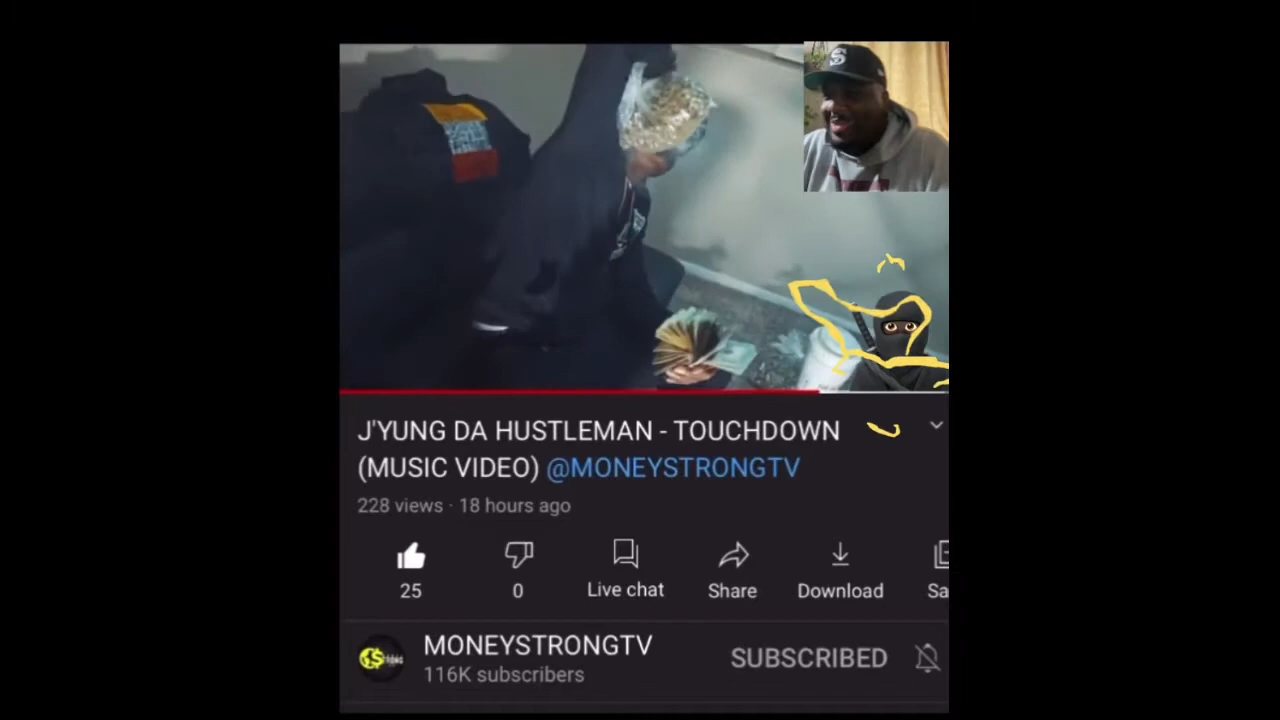 S
J'YUNG DA HUSTLEMAN - TOUCHDOWN
(MUSIC VIDEO) @MONEYSTRONGTV
228 views · 18 hours ago
25
0
Live chat
Share
Download
Sa
MONEYSTRONGTV
116K subscribers
SUBSCRIBED